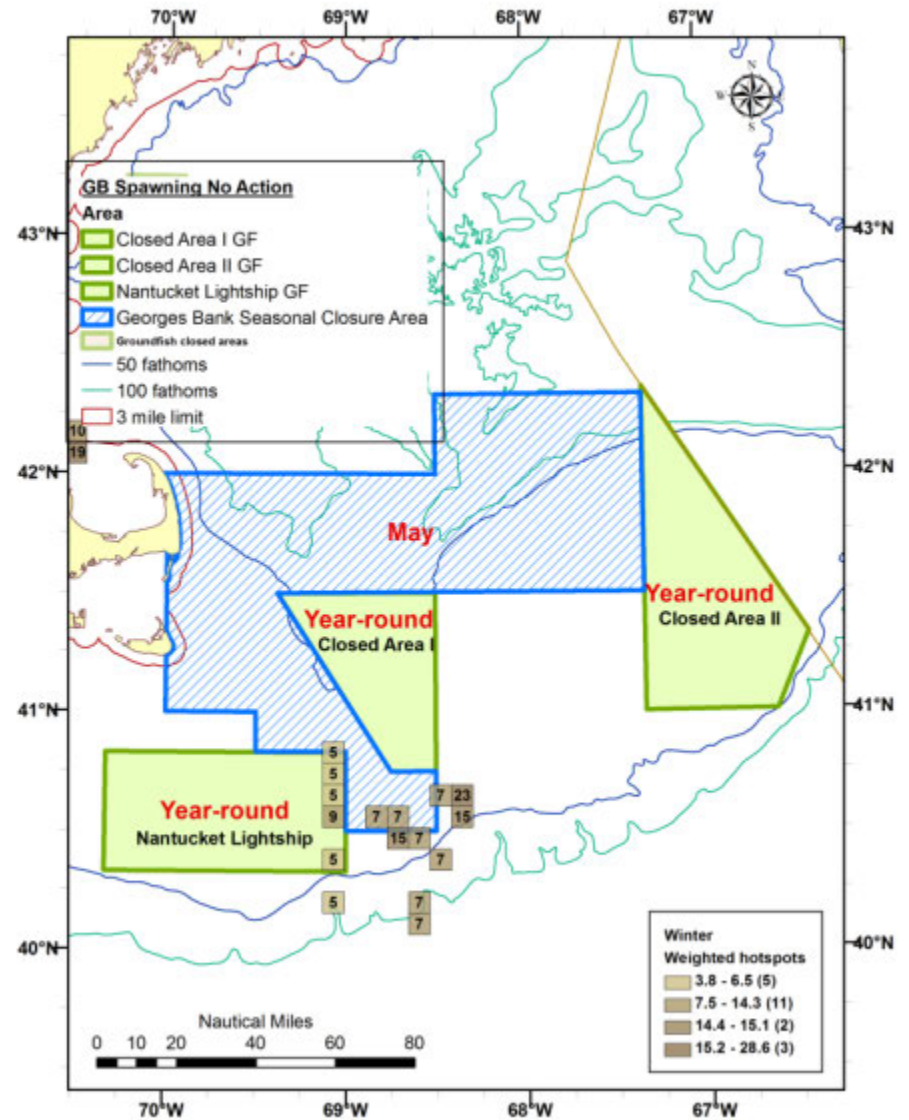 70°W 69°W 68°W 67°W
N
W E
S
GB Spawning No Action
Area
Closed Area I GF
Closed Area II GF
Nantucket Lightship GF
Georges Bank Seasonal Closure Area
Groundfish closed areas
50 fathoms
100 fathoms
3 mile limit
43°N 43°N
10
19
42°N 42°N
May
Year-round
Closed Area I
Year-round
Closed Area II
41°N 41°N
5
5
5 7 23
9 7 7 15
15 7
5 7
5 7
7
Year-round
Nantucket Lightship
40°N 40°N
Winter
Weighted hotspots
3.8 - 6.5 (5)
7.5 - 14.3 (11)
14.4 - 15.1 (2)
15.2 - 28.6 (3)
Nautical Miles
0 10 20 40 60 80
70°W 69°W 68°W 67°W